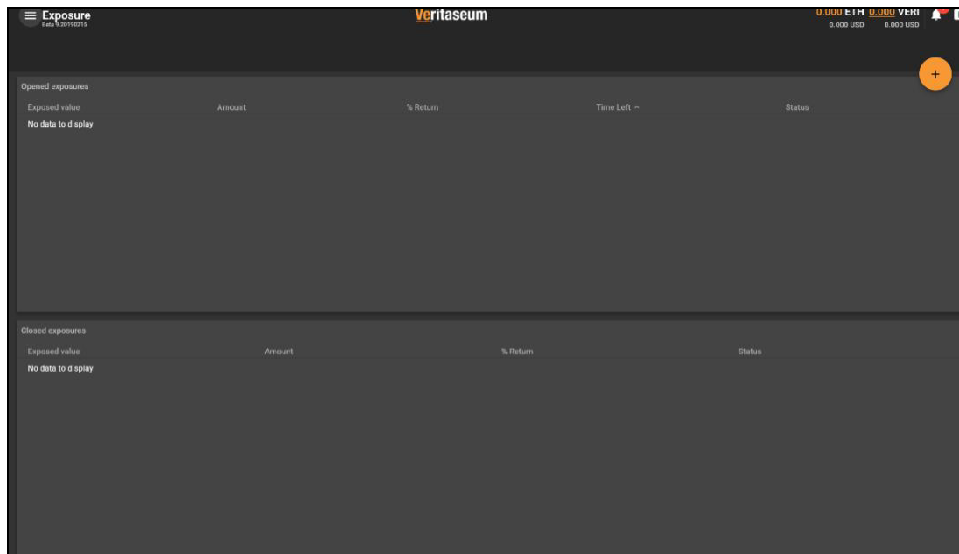 Exposure
Veritaseum
0.000 ETH 0.000 VERI
0.000 USD 0.000 USD
Opened exposures
Exposed value Amount % Return Time Left Status
No data to display
Closed exposures
Exposed value Amount % Return Status
No data to display